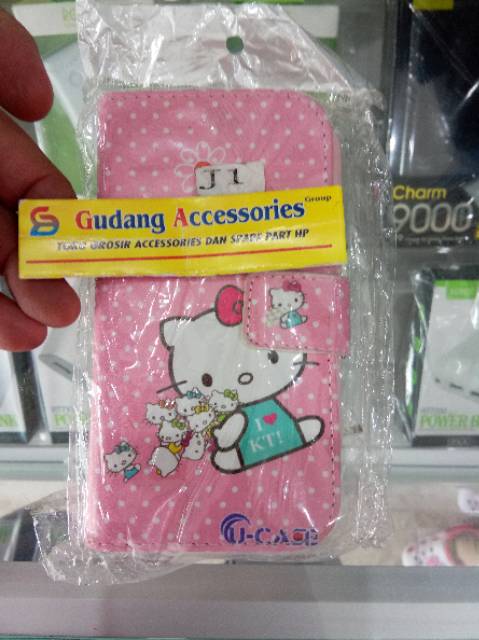 J1
Gudang Accessories Group
TOKO GROSIR ACCESSORIES DAN SPARE PART HP
I
KT!
U-CASE
Charm
9000
POWER B